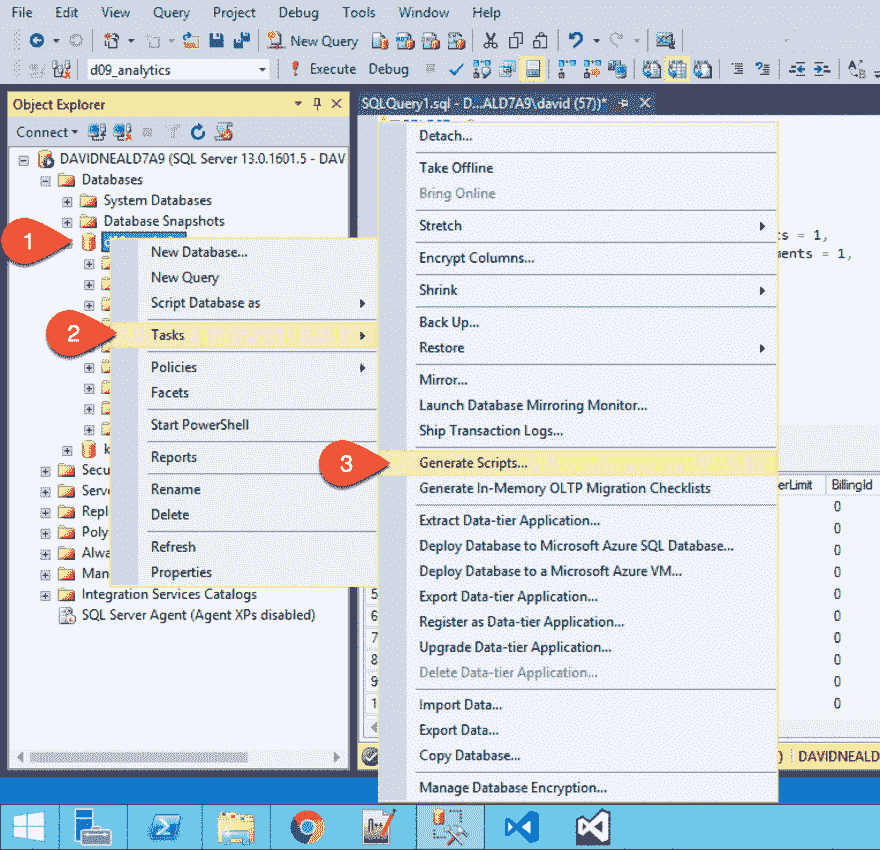 File Edit View Query Project Debug Tools Window Help
New Query
d09_analytics Execute Debug
Object Explorer
SQLQuery1.sql - D...ALD7A9\david (57))*
Connect
DAVIDNEALD7A9 (SQL Server 13.0.1601.5 - DAV
Databases
System Databases
Database Snapshots
1
New Database...
New Query
Script Database as
2
Tasks
Policies
Facets
Start PowerShell
Reports
Rename
Delete
Refresh
Properties
k
Secu
Serve
Repl
Poly
Alwa
Man
Integration Services Catalogs
SQL Server Agent (Agent XPs disabled)
Detach...
Take Offline
Bring Online
Stretch
Encrypt Columns...
Shrink
Back Up...
Restore
Mirror...
Launch Database Mirroring Monitor...
Ship Transaction Logs...
3
Generate Scripts...
Generate In-Memory OLTP Migration Checklists
Extract Data-tier Application...
Deploy Database to Microsoft Azure SQL Database...
Deploy Database to a Microsoft Azure VM...
Export Data-tier Application...
Register as Data-tier Application...
Upgrade Data-tier Application...
Delete Data-tier Application...
Import Data...
Export Data...
Copy Database...
Manage Database Encryption...
ts = 1,
nents = 1,
erLimit BillingId
0
0
0
0
5 0
6 0
7 0
8 0
9 0
1 0
) DAVIDNEALD